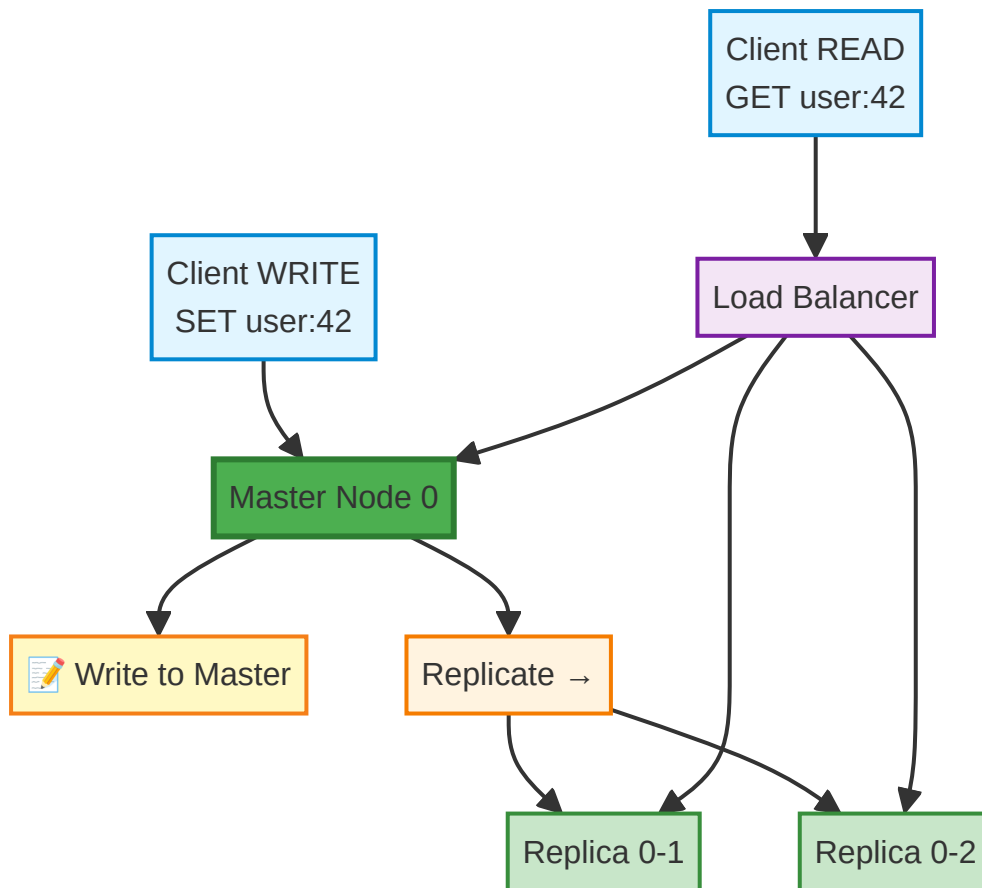 Client READ
GET user:42
Client WRITE
SET user:42
Load Balancer
Master Node 0
📝 Write to Master
Replicate →
Replica 0-1
Replica 0-2